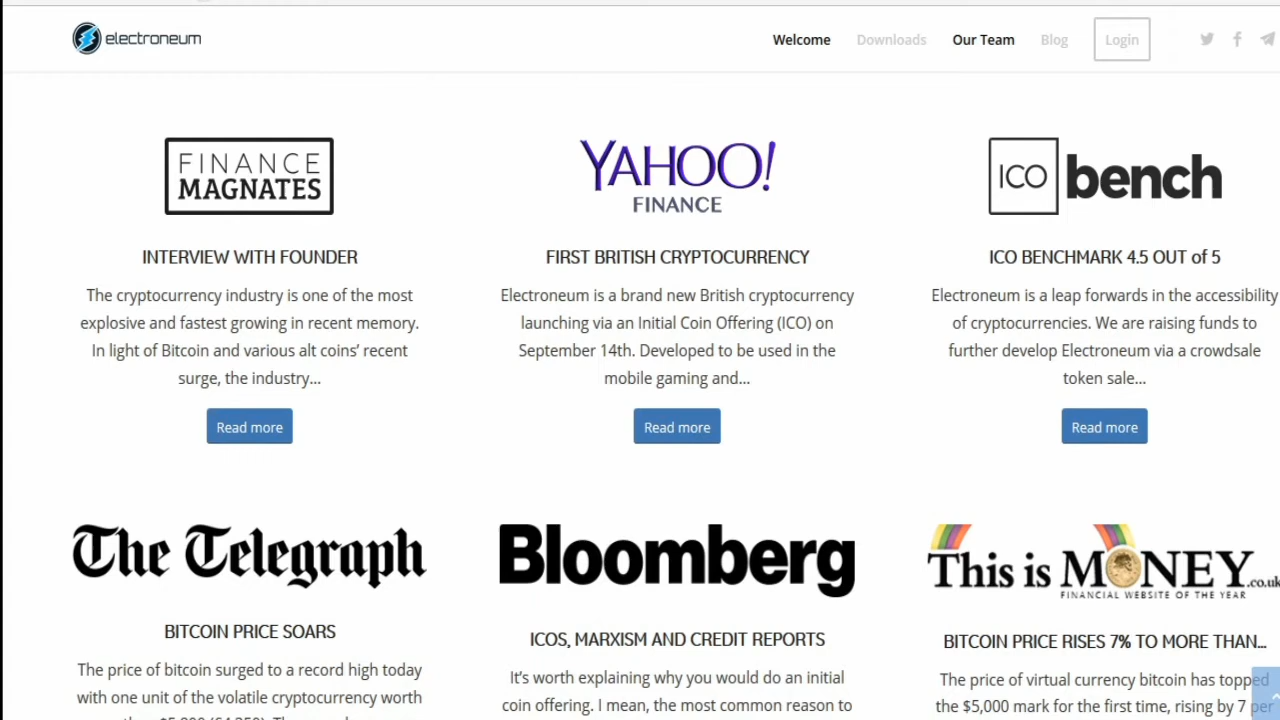 electroneum
Welcome Downloads Our Team Blog Login
FINANCE
MAGNATES
INTERVIEW WITH FOUNDER
The cryptocurrency industry is one of the most
explosive and fastest growing in recent memory.
In light of Bitcoin and various alt coins’ recent
surge, the industry...
Read more
YAHOO!
FINANCE
FIRST BRITISH CRYPTOCURRENCY
Electroneum is a brand new British cryptocurrency
launching via an Initial Coin Offering (ICO) on
September 14th. Developed to be used in the
mobile gaming and...
Read more
ICO bench
ICO BENCHMARK 4.5 OUT of 5
Electroneum is a leap forwards in the accessibility
of cryptocurrencies. We are raising funds to
further develop Electroneum via a crowdsale
token sale...
Read more
The Telegraph
BITCOIN PRICE SOARS
The price of bitcoin surged to a record high today
with one unit of the volatile cryptocurrency worth
Bloomberg
ICOS, MARXISM AND CREDIT REPORTS
It’s worth explaining why you would do an initial
coin offering. I mean, the most common reason to
This is MONEY.co.uk
FINANCIAL WEBSITE OF THE YEAR
BITCOIN PRICE RISES 7% TO MORE THAN...
The price of virtual currency bitcoin has topped
the $5,000 mark for the first time, rising by 7 per